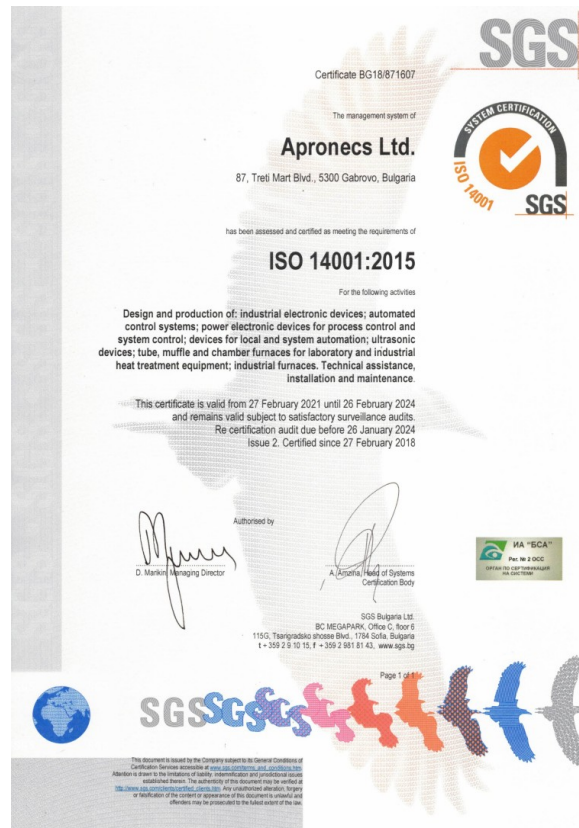 SGS
Certificate BG18/871607
The management system of
Apronecs Ltd.
87, Treti Mart Blvd., 5300 Gabrovo, Bulgaria
SYSTEM CERTIFICATION
ISO 14001
SGS
has been assessed and certified as meeting the requirements of
ISO 14001:2015
For the following activities
Design and production of: industrial electronic devices; automated
control systems; power electronic devices for process control and
system control; devices for local and system automation; ultrasonic
devices; tube, muffle and chamber furnaces for laboratory and industrial
heat treatment equipment; industrial furnaces. Technical assistance,
installation and maintenance.
This certificate is valid from 27 February 2021 until 26 February 2024
and remains valid subject to satisfactory surveillance audits.
Re certification audit due before 26 January 2024
Issue 2. Certified since 27 February 2018
Authorised by
D. Marikin, Managing Director
A. Amzina, Head of Systems
Certification Body
ИА "БСА"
Рег. № 2 ОСС
ОРГАН ПО СЕРТИФИКАЦИЯ
НА СИСТЕМИ
SGS Bulgaria Ltd.
BC MEGAPARK, Office C, floor 6
115G, Tsarigradsko shosse Blvd., 1784 Sofia, Bulgaria
t + 359 2 9 10 15, f + 359 2 981 81 43, www.sgs.bg
Page 1 of 1
SGSSGSSGS
This document is issued by the Company subject to its General Conditions of
Certification Services accessible at www.sgs.com/terms_and_conditions.htm.
Attention is drawn to the limitations of liability, indemnification and jurisdictional issues
established therein. The authenticity of this document may be verified at
http://www.sgs.com/clients/certified_clients.htm. Any unauthorized alteration, forgery
or falsification of the content or appearance of this document is unlawful and
offenders may be prosecuted to the fullest extent of the law.